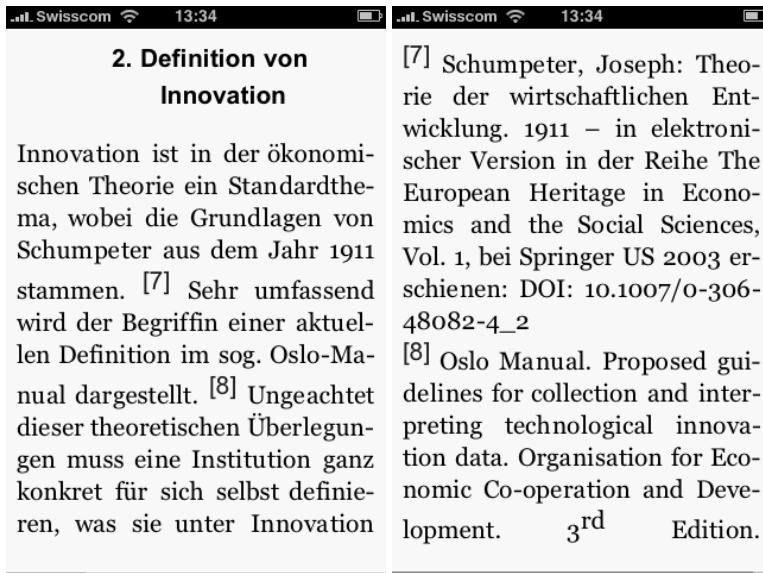 Swisscom 13:34
2. Definition von
Innovation
Innovation ist in der ökonomi-
schen Theorie ein Standardthe-
ma, wobei die Grundlagen von
Schumpeter aus dem Jahr 1911
stammen. [7] Sehr umfassend
wird der Begriffin einer aktuel-
len Definition im sog. Oslo-Ma-
nual dargestellt. [8] Ungeachtet
dieser theoretischen Überlegun-
gen muss eine Institution ganz
konkret für sich selbst definie-
ren, was sie unter Innovation
Swisscom 13:34
[7] Schumpeter, Joseph: Theo-
rie der wirtschaftlichen Ent-
wicklung. 1911 – in elektroni-
scher Version in der Reihe The
European Heritage in Econo-
mics and the Social Sciences,
Vol. 1, bei Springer US 2003 er-
schienen: DOI: 10.1007/0-306-
48082-4_2
[8] Oslo Manual. Proposed gui-
delines for collection and inter-
preting technological innova-
tion data. Organisation for Eco-
nomic Co-operation and Deve-
lopment. 3rd Edition.